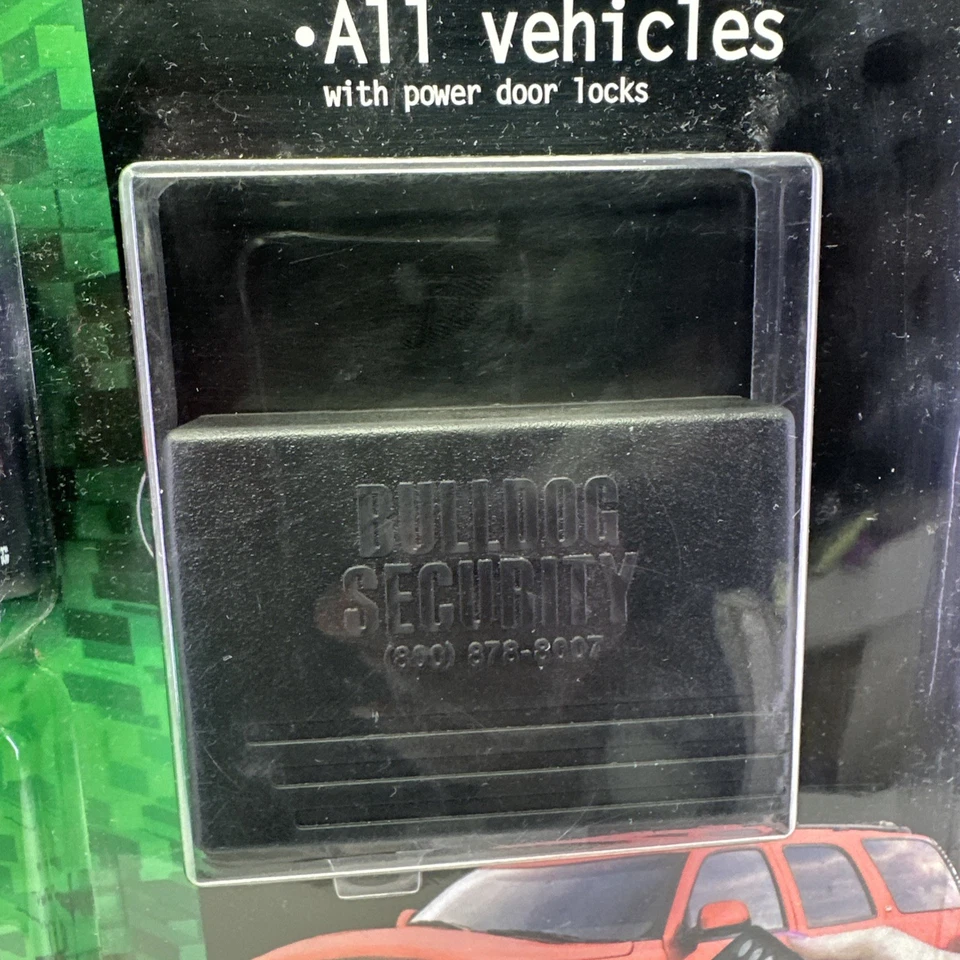 •All vehicles
with power door locks
BULLDOG
SECURITY
(800) 878-8007